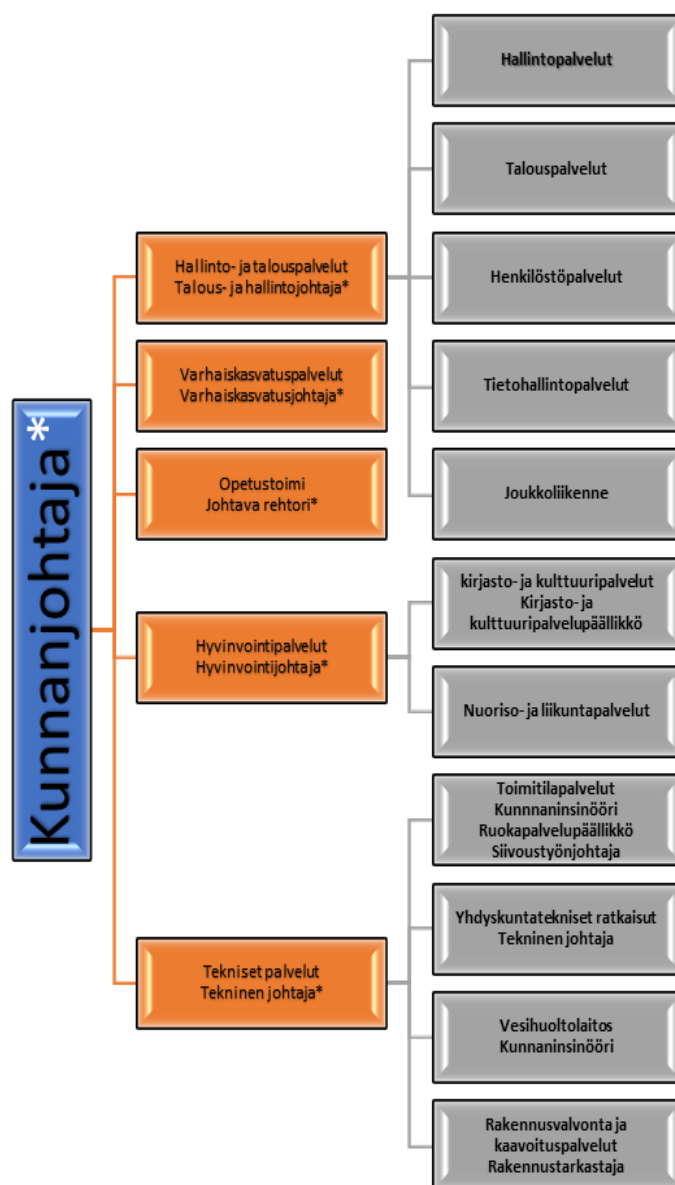 Kunnanjohtaja*
Hallinto- ja talouspalvelut
Talous- ja hallintojohtaja*
Hallintopalvelut
Talouspalvelut
Henkilöstöpalvelut
Tietohallintopalvelut
Joukkoliikenne
Varhaiskasvatuspalvelut
Varhaiskasvatusjohtaja*
Opetustoimi
Johtava rehtori*
Hyvinvointipalvelut
Hyvinvointijohtaja*
kirjasto- ja kulttuuripalvelut
Kirjasto- ja
kulttuuripalvelupäällikkö
Nuoriso- ja liikuntapalvelut
Tekniset palvelut
Tekninen johtaja*
Toimitilapalvelut
Kunnnaninsinööri
Ruokapalvelupäällikkö
Siivoustyönjohtaja
Yhdyskuntatekniset ratkaisut
Tekninen johtaja
Vesihuoltolaitos
Kunnaninsinööri
Rakennusvalvonta ja
kaavoituspalvelut
Rakennustarkastaja